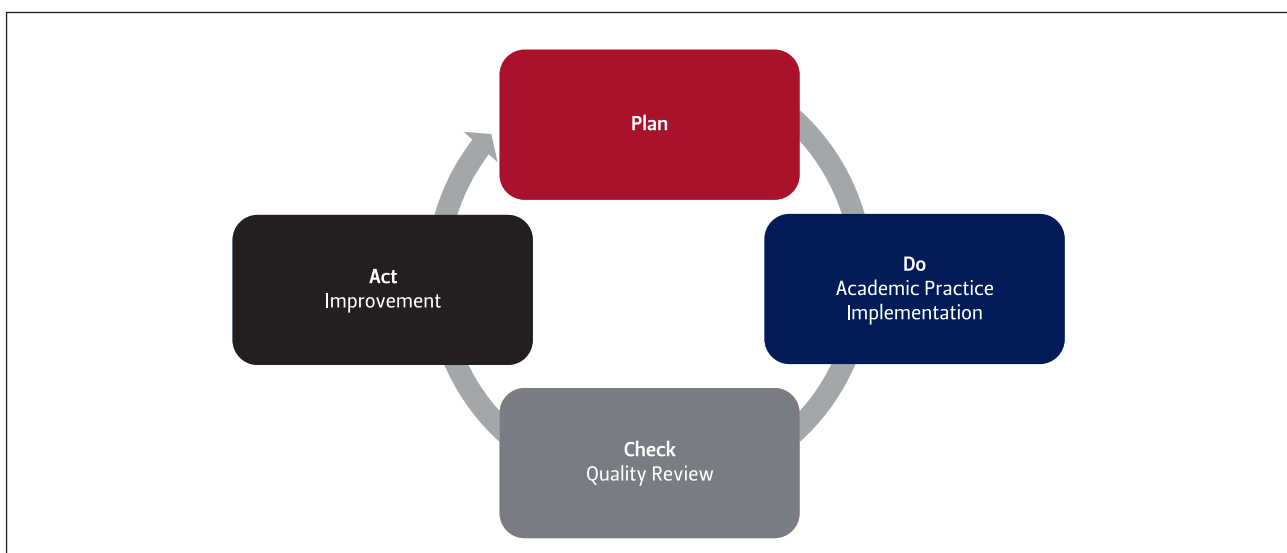 Plan
Do
Academic Practice
Implementation
Check
Quality Review
Act
Improvement